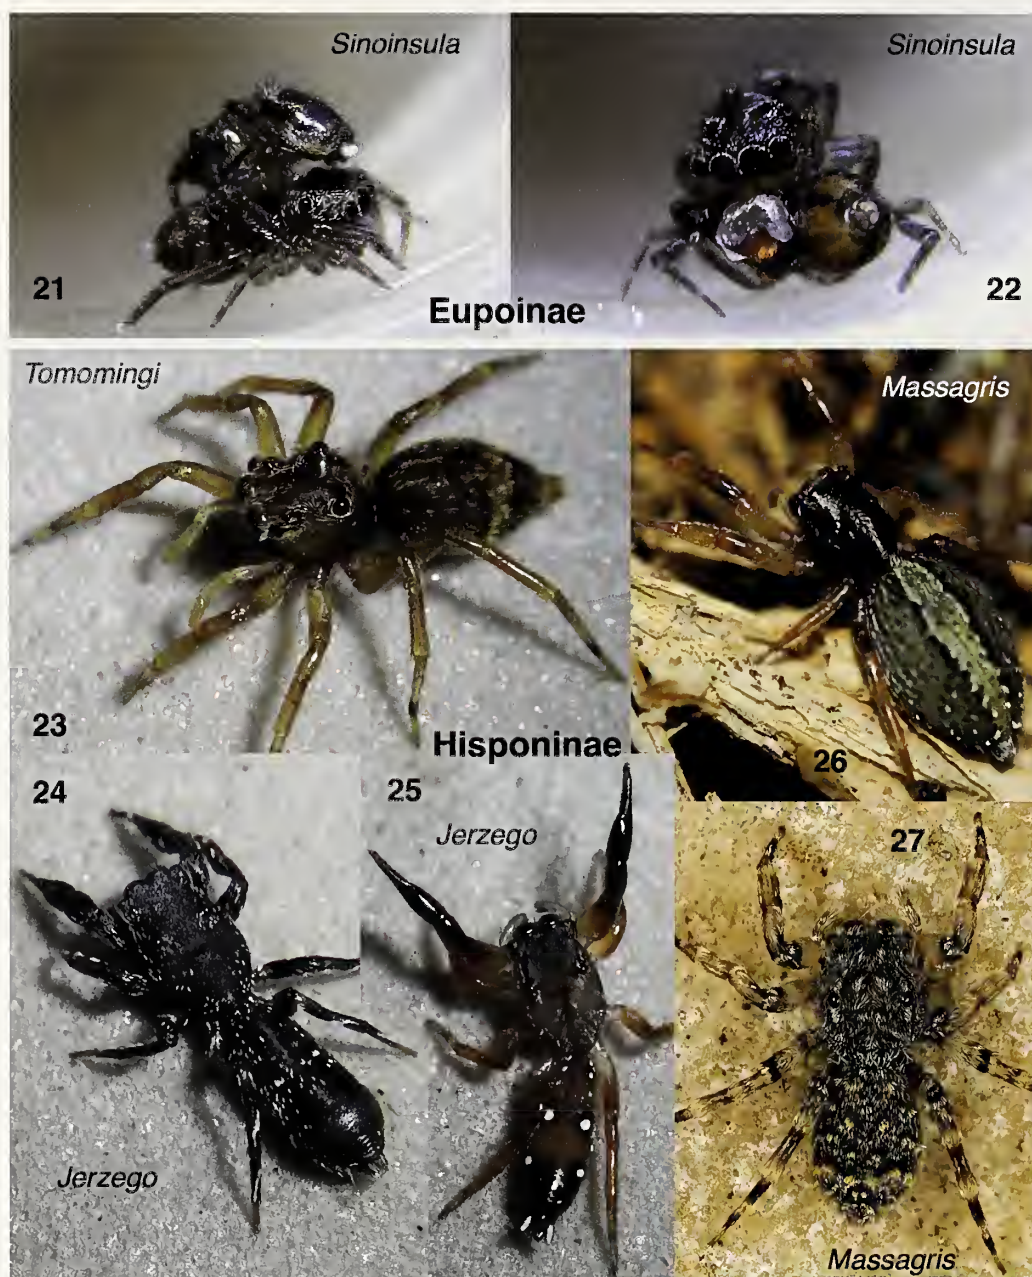 Sinoinsula
Sinoinsula
21
22
Eupoinae
Tomomingi
Massagris
23
Hisponinae
26
24
25
Jerzego
27
Jerzego
Massagris